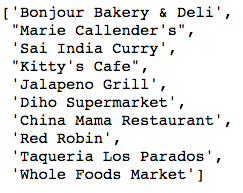 ['Bonjour Bakery & Deli',
"Marie Callender's",
'Sai India Curry',
"Kitty's Cafe",
'Jalapeno Grill',
'Diho Supermarket',
'China Mama Restaurant',
'Red Robin',
'Taqueria Los Parados',
'Whole Foods Market']